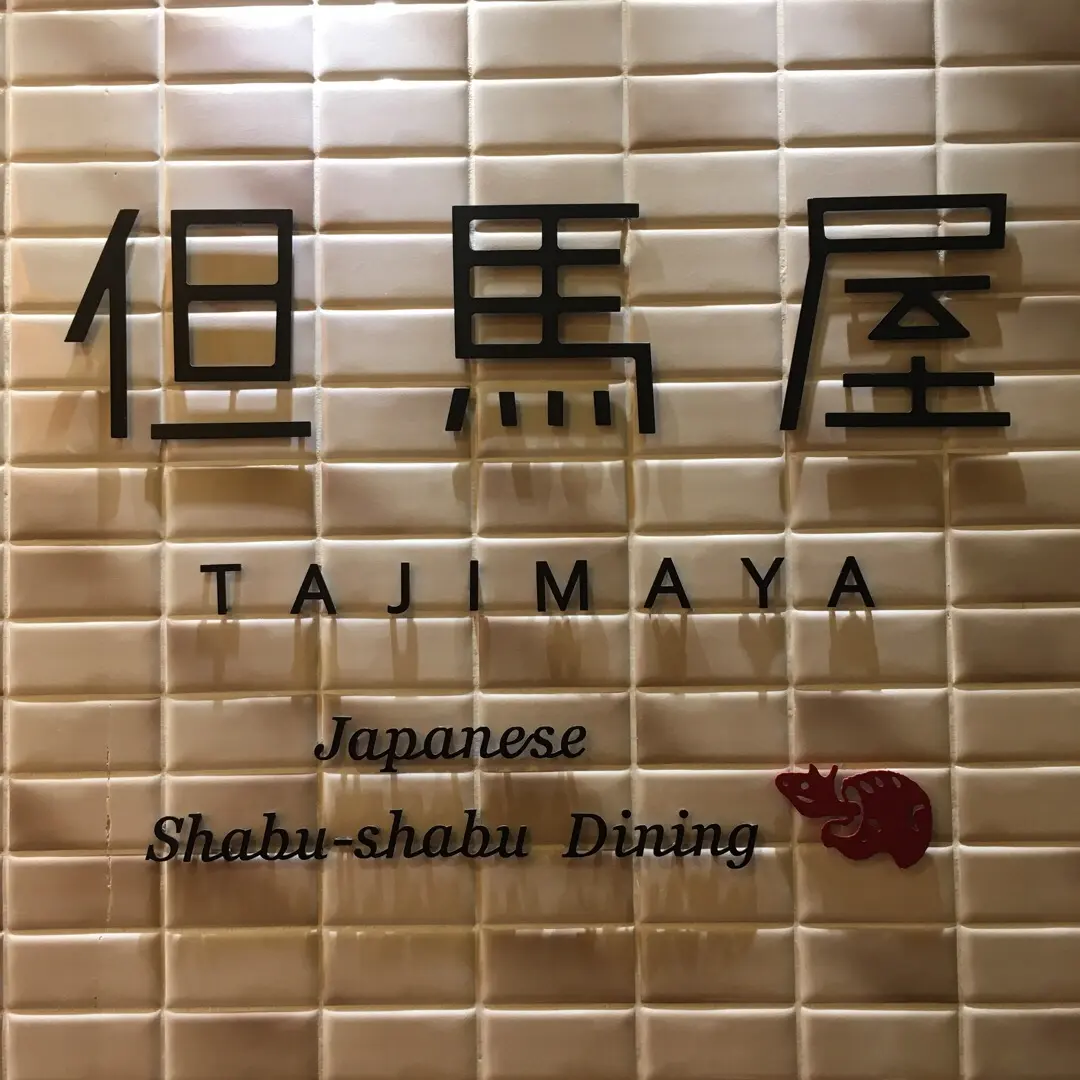 但馬屋
TAJIMAYA
Japanese
Shabu-shabu Dining